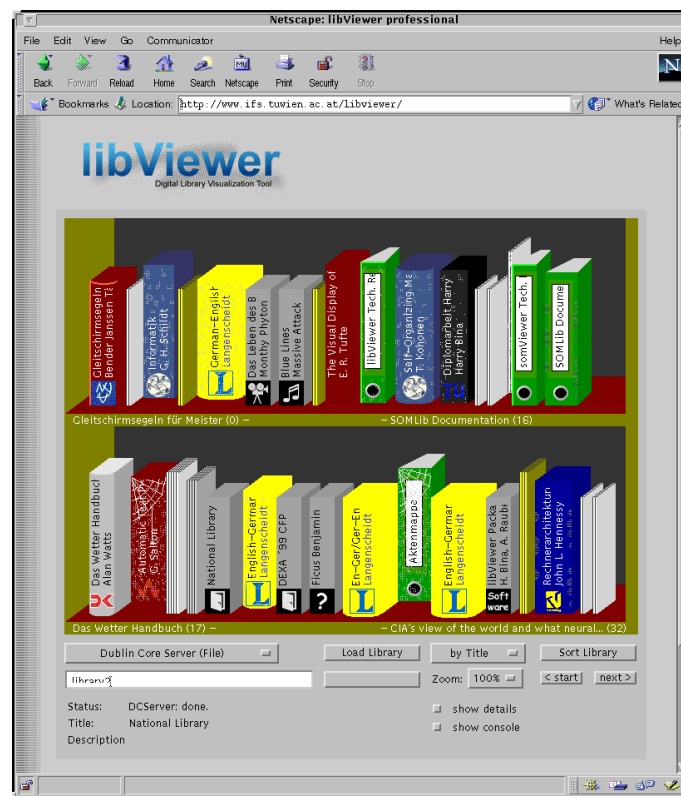 Netscape: libViewer professional
File Edit View Go Communicator Help
Back Forward Reload Home Search Netscape Print Security Stop
Bookmarks Location: http://www.ifs.tuwien.ac.at/libviewer/ What's Related
libViewer
Digital Library Visualization Tool
Gleitschirmsegeln
Bender Janssen
Informatik
G. H. Schildt
German-English
Langenscheidt
Das Leben des B
Monthy Phyton
Blue Lines
Massive Attack
The Visual Display of
E. R. Tufte
libViewer Tech. Re
Self-Organizing Ma
T. Kohonen
Diplomarbeit Harry
Harry Bina
TU
somViewer Tech.
SOMLib Docume
Gleitschirmsegeln für Meister (0) – – SOMLib Documentation (16)
Das Wetter Handbuch
Alan Watts
Automatic
G. Salton
National Library
English-German
Langenscheidt
DEXA '99 CFP
Ficus Benjamin
?
En-Ger/Ger-En
Langenscheidt
Aktenmappe
English-German
Langenscheidt
libViewer Packa
H. Bina, A. Raub
Soft
ware
Rechnerarchitektun
John L. Hennessy
Das Wetter Handbuch (17) – – CIA's view of the world and what neural... (32)
Dublin Core Server (File) Load Library by Title Sort Library
Zoom: 100% < start next >
Status: DCServer: done.
Title: National Library
Description
show details
show console